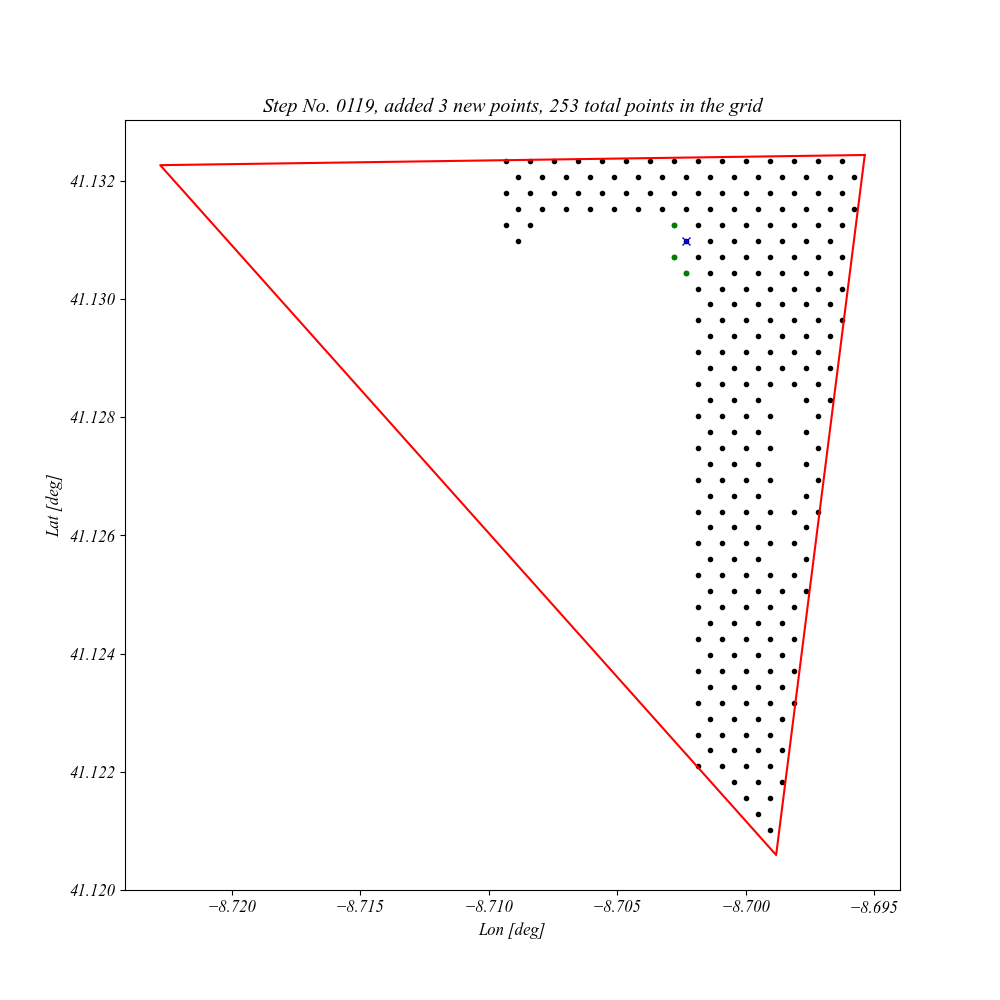 Step No. 0119, added 3 new points, 253 total points in the grid
41.132
41.130
41.128
41.126
41.124
41.122
41.120
Lat [deg]
−8.720 −8.715 −8.710 −8.705 −8.700 −8.695
Lon [deg]